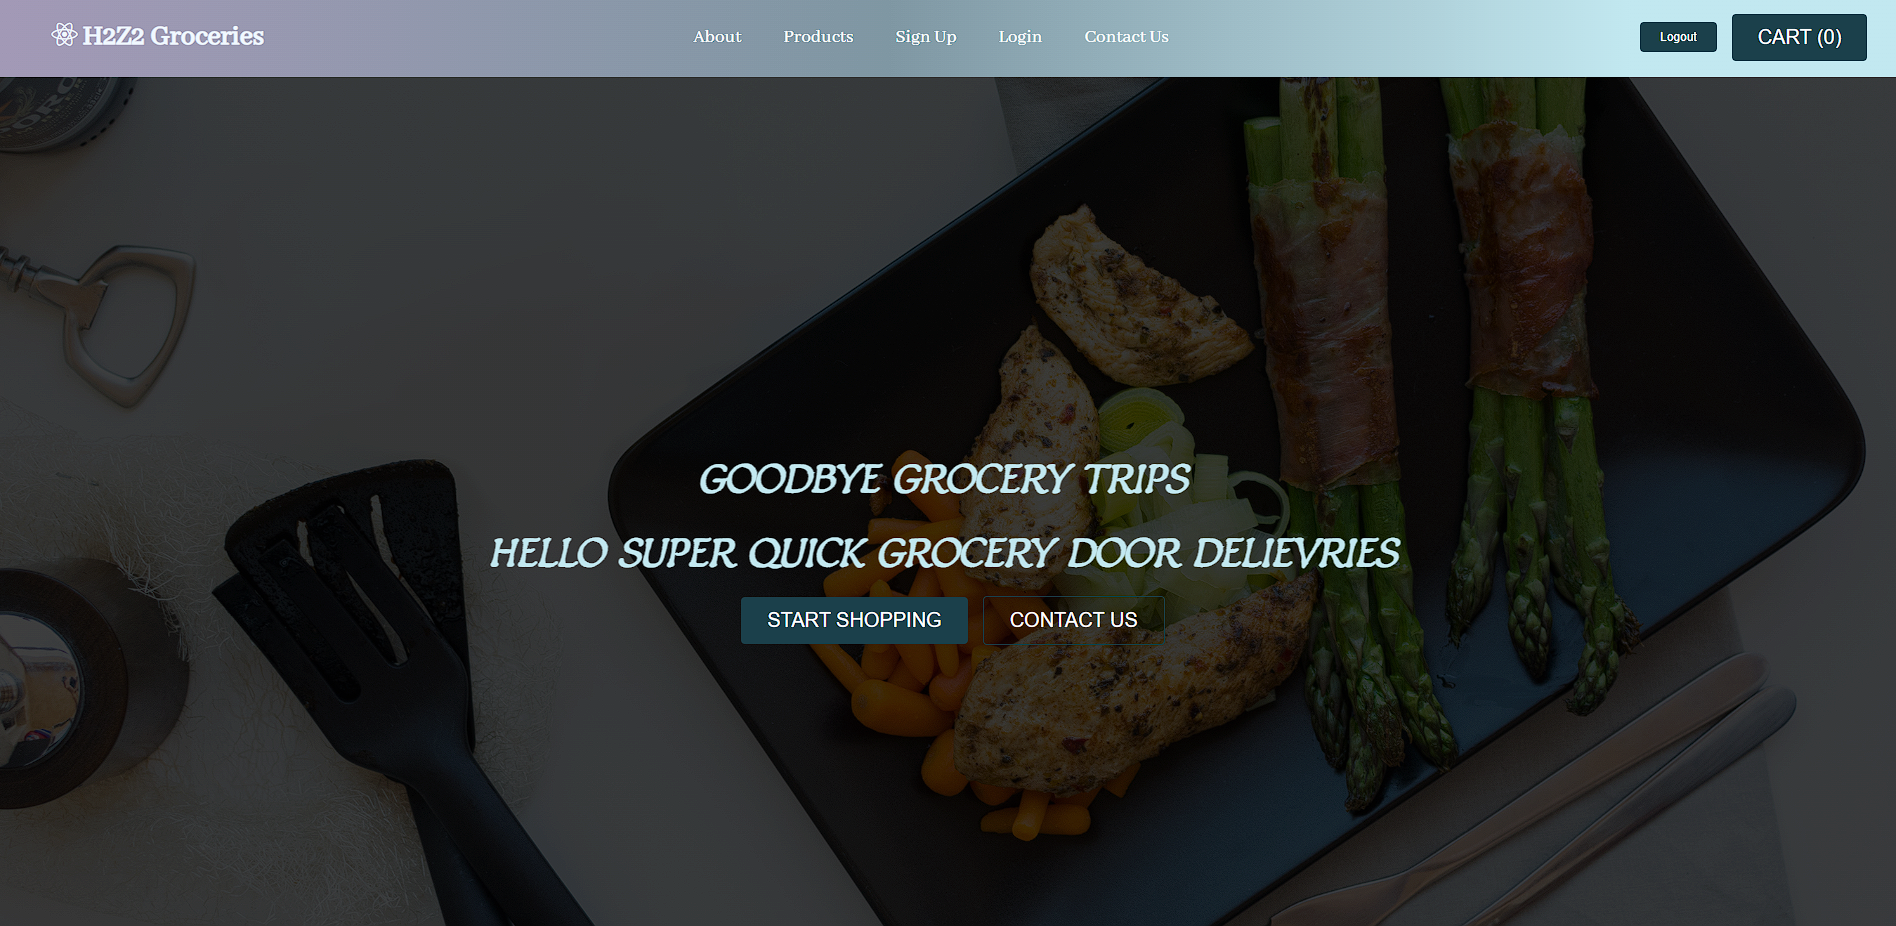 H2Z2 Groceries
About
Products
Sign Up
Login
Contact Us
Logout
CART (0)
GOODBYE GROCERY TRIPS
HELLO SUPER QUICK GROCERY DOOR DELIEVRIES
START SHOPPING
CONTACT US